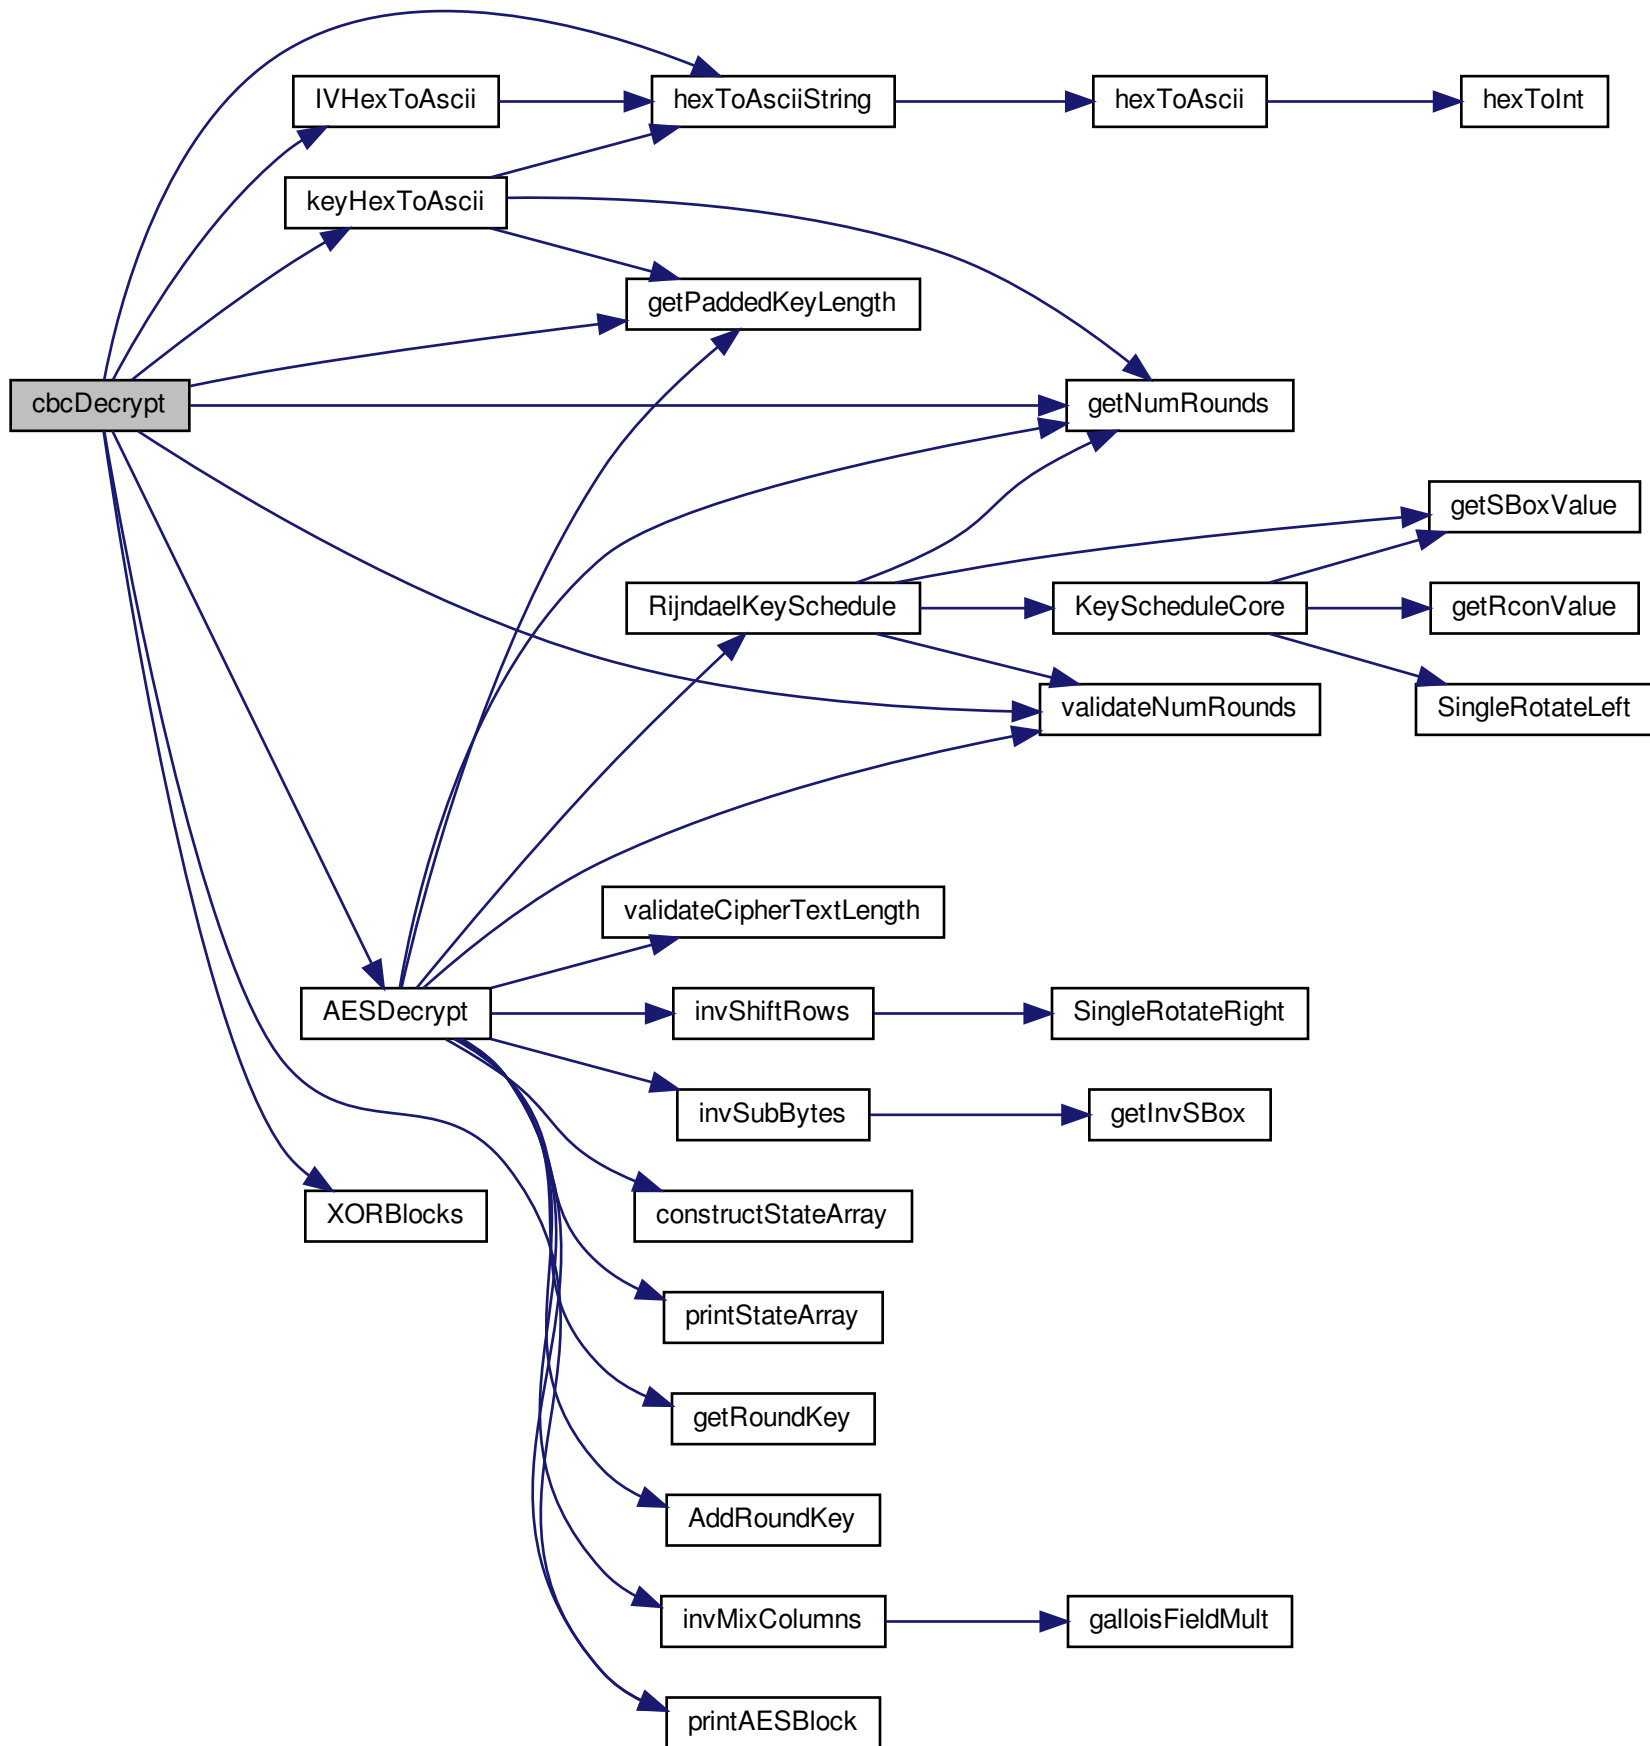 IVHexToAscii
hexToAsciiString
hexToAscii
hexToInt
keyHexToAscii
getPaddedKeyLength
cbcDecrypt
getNumRounds
getSBoxValue
RijndaelKeySchedule
KeyScheduleCore
getRconValue
validateNumRounds
SingleRotateLeft
validateCipherTextLength
AESDecrypt
invShiftRows
SingleRotateRight
invSubBytes
getInvSBox
XORBlocks
constructStateArray
printStateArray
getRoundKey
AddRoundKey
invMixColumns
galloisFieldMult
printAESBlock